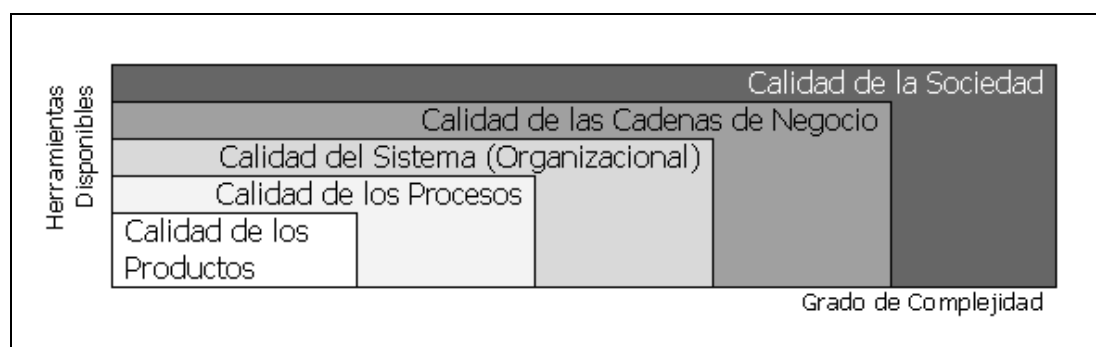 Herramientas
Disponibles
Calidad de la Sociedad
Calidad de las Cadenas de Negocio
Calidad del Sistema (Organizacional)
Calidad de los Procesos
Calidad de los
Productos
Grado de Complejidad